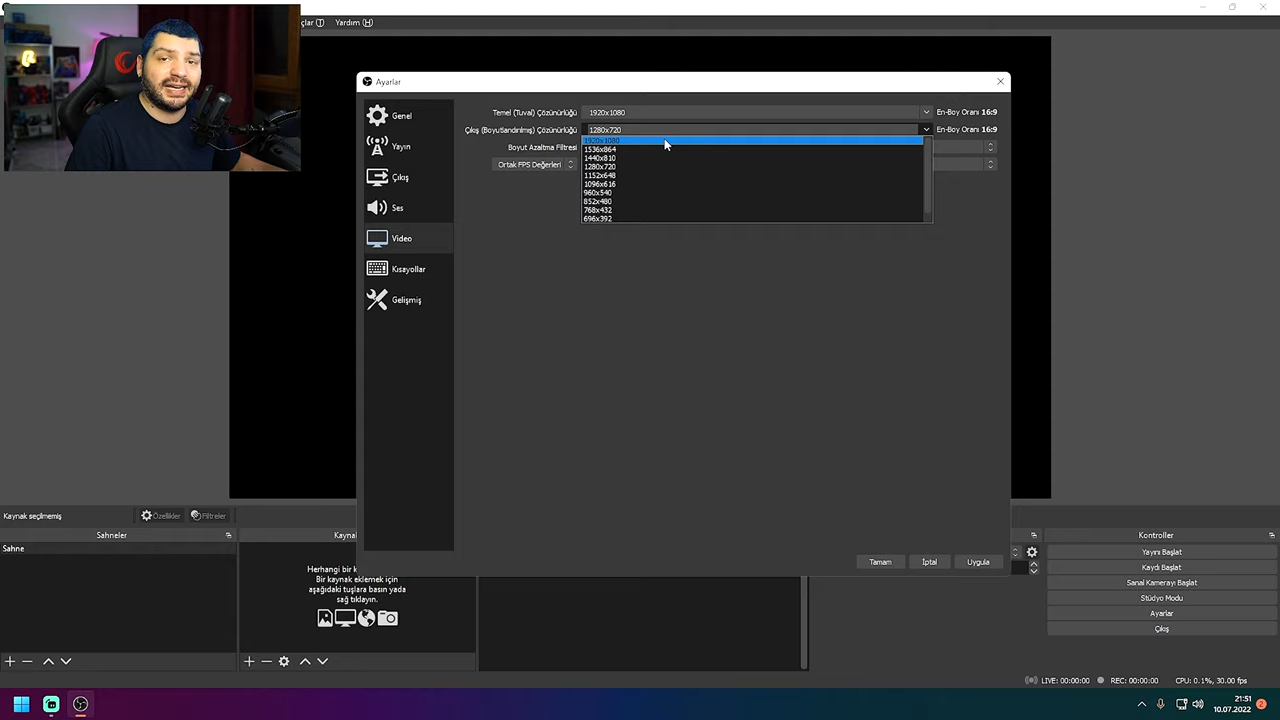 çlar (T)
Yardım (H)
Ayarlar
Genel
Yayın
Çıkış
Ses
Video
Kısayollar
Gelişmiş
Temel (Tuval) Çözünürlüğü
1920x1080
En-Boy Oranı 16:9
Çıkış (Boyutlandırılmış) Çözünürlüğü
1280x720
En-Boy Oranı 16:9
Boyut Azaltma Filtresi
Ortak FPS Değerleri
1920x1080
1536x864
1440x810
1280x720
1152x648
1096x616
960x540
852x480
768x432
696x392
Tamam
İptal
Uygula
Kaynak seçilmemiş
Özellikler
Filtreler
Sahneler
Sahne
Kaynal
Herhangi bir k
Bir kaynak eklemek için
aşağıdaki tuşlara basın yada
sağ tıklayın.
Kontroller
Yayını Başlat
Kaydı Başlat
Sanal Kamerayı Başlat
Stüdyo Modu
Ayarlar
Çıkış
LIVE: 00:00:00
REC: 00:00:00
CPU: 0.1%, 30.00 fps
21:51
10.07.2022
2